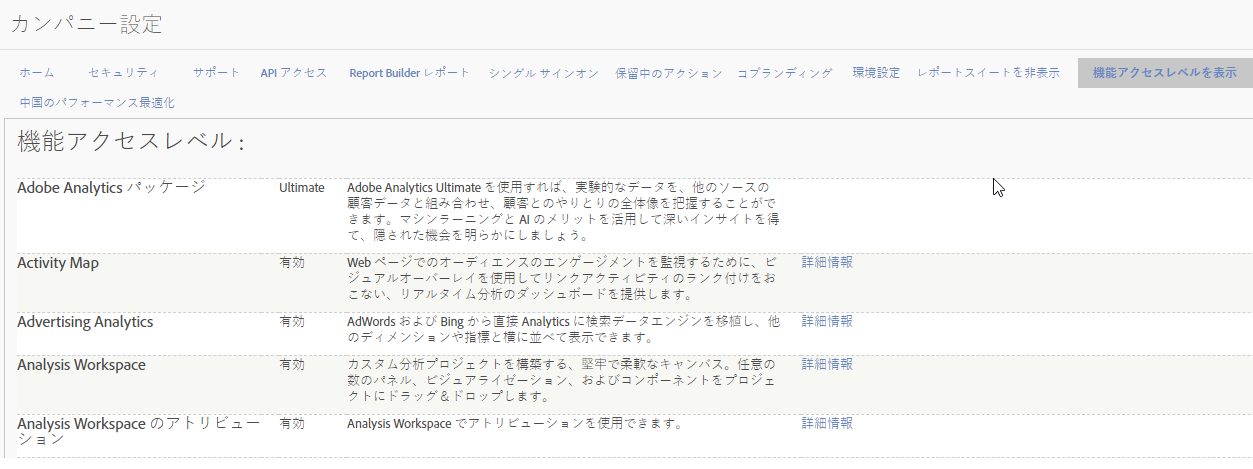 カンパニー設定
ホーム セキュリティ サポート API アクセス Report Builder レポート シングル サインオン 保留中のアクション コブランディング 環境設定 レポートスイートを非表示 機能アクセスレベルを表示
中国のパフォーマンス最適化
機能アクセスレベル :
Adobe Analytics パッケージ Ultimate Adobe Analytics Ultimate を使用すれば、実験的なデータを、他のソースの
顧客データと組み合わせ、顧客とのやりとりの全体像を把握することがで
きます。マシンラーニングと AI のメリットを活用して深いインサイトを得
て、隠された機会を明らかにしましょう。
Activity Map 有効 Web ページでのオーディエンスのエンゲージメントを監視するために、ビ 詳細情報
ジュアルオーバーレイを使用してリンクアクティビティのランク付けをお
こない、リアルタイム分析のダッシュボードを提供します。
Advertising Analytics 有効 AdWords および Bing から直接 Analytics に検索データエンジンを移植し、他 詳細情報
のディメンションや指標と横に並べて表示できます。
Analysis Workspace 有効 カスタム分析プロジェクトを構築する、堅牢で柔軟なキャンバス。任意の 詳細情報
数のパネル、ビジュアライゼーション、およびコンポーネントをプロジェ
クトにドラッグ＆ドロップします。
Analysis Workspace のアトリビュー 有効 Analysis Workspace でアトリビューションを使用できます。 詳細情報
ション